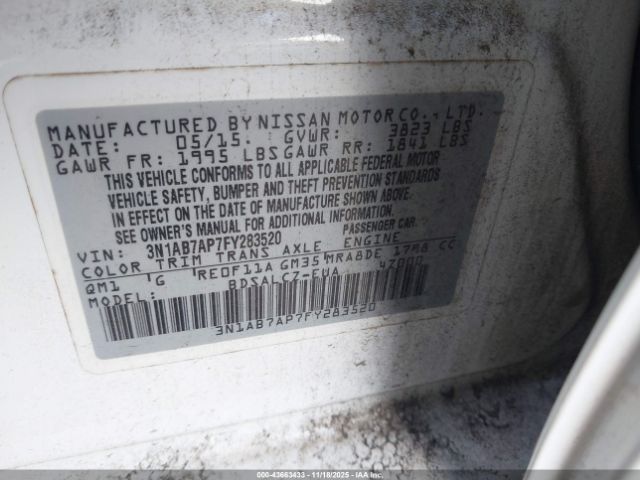 MANUFACTURED BY NISSAN MOTOR CO., LTD.
DATE: 05/15. GVWR: 3823 LBS
GAWR FR: 1995 LBS GAWR RR: 1841 LBS
THIS VEHICLE CONFORMS TO ALL APPLICABLE FEDERAL MOTOR
VEHICLE SAFETY, BUMPER AND THEFT PREVENTION STANDARDS
IN EFFECT ON THE DATE OF MANUFACTURE SHOWN ABOVE.
SEE OWNER'S MANUAL FOR ADDITIONAL INFORMATION.
VIN: 3N1AB7AP7FY283520 PASSENGER CAR
COLOR TRIM TRANS AXLE ENGINE
QM1 G RE0F11A GM35 MRA8DE 1798 CC
MODEL: BDSALCZ-EUA 47000
3N1AB7AP7FY283520
000-43663433 - 11/18/2025 - IAA Holdings, LLC.